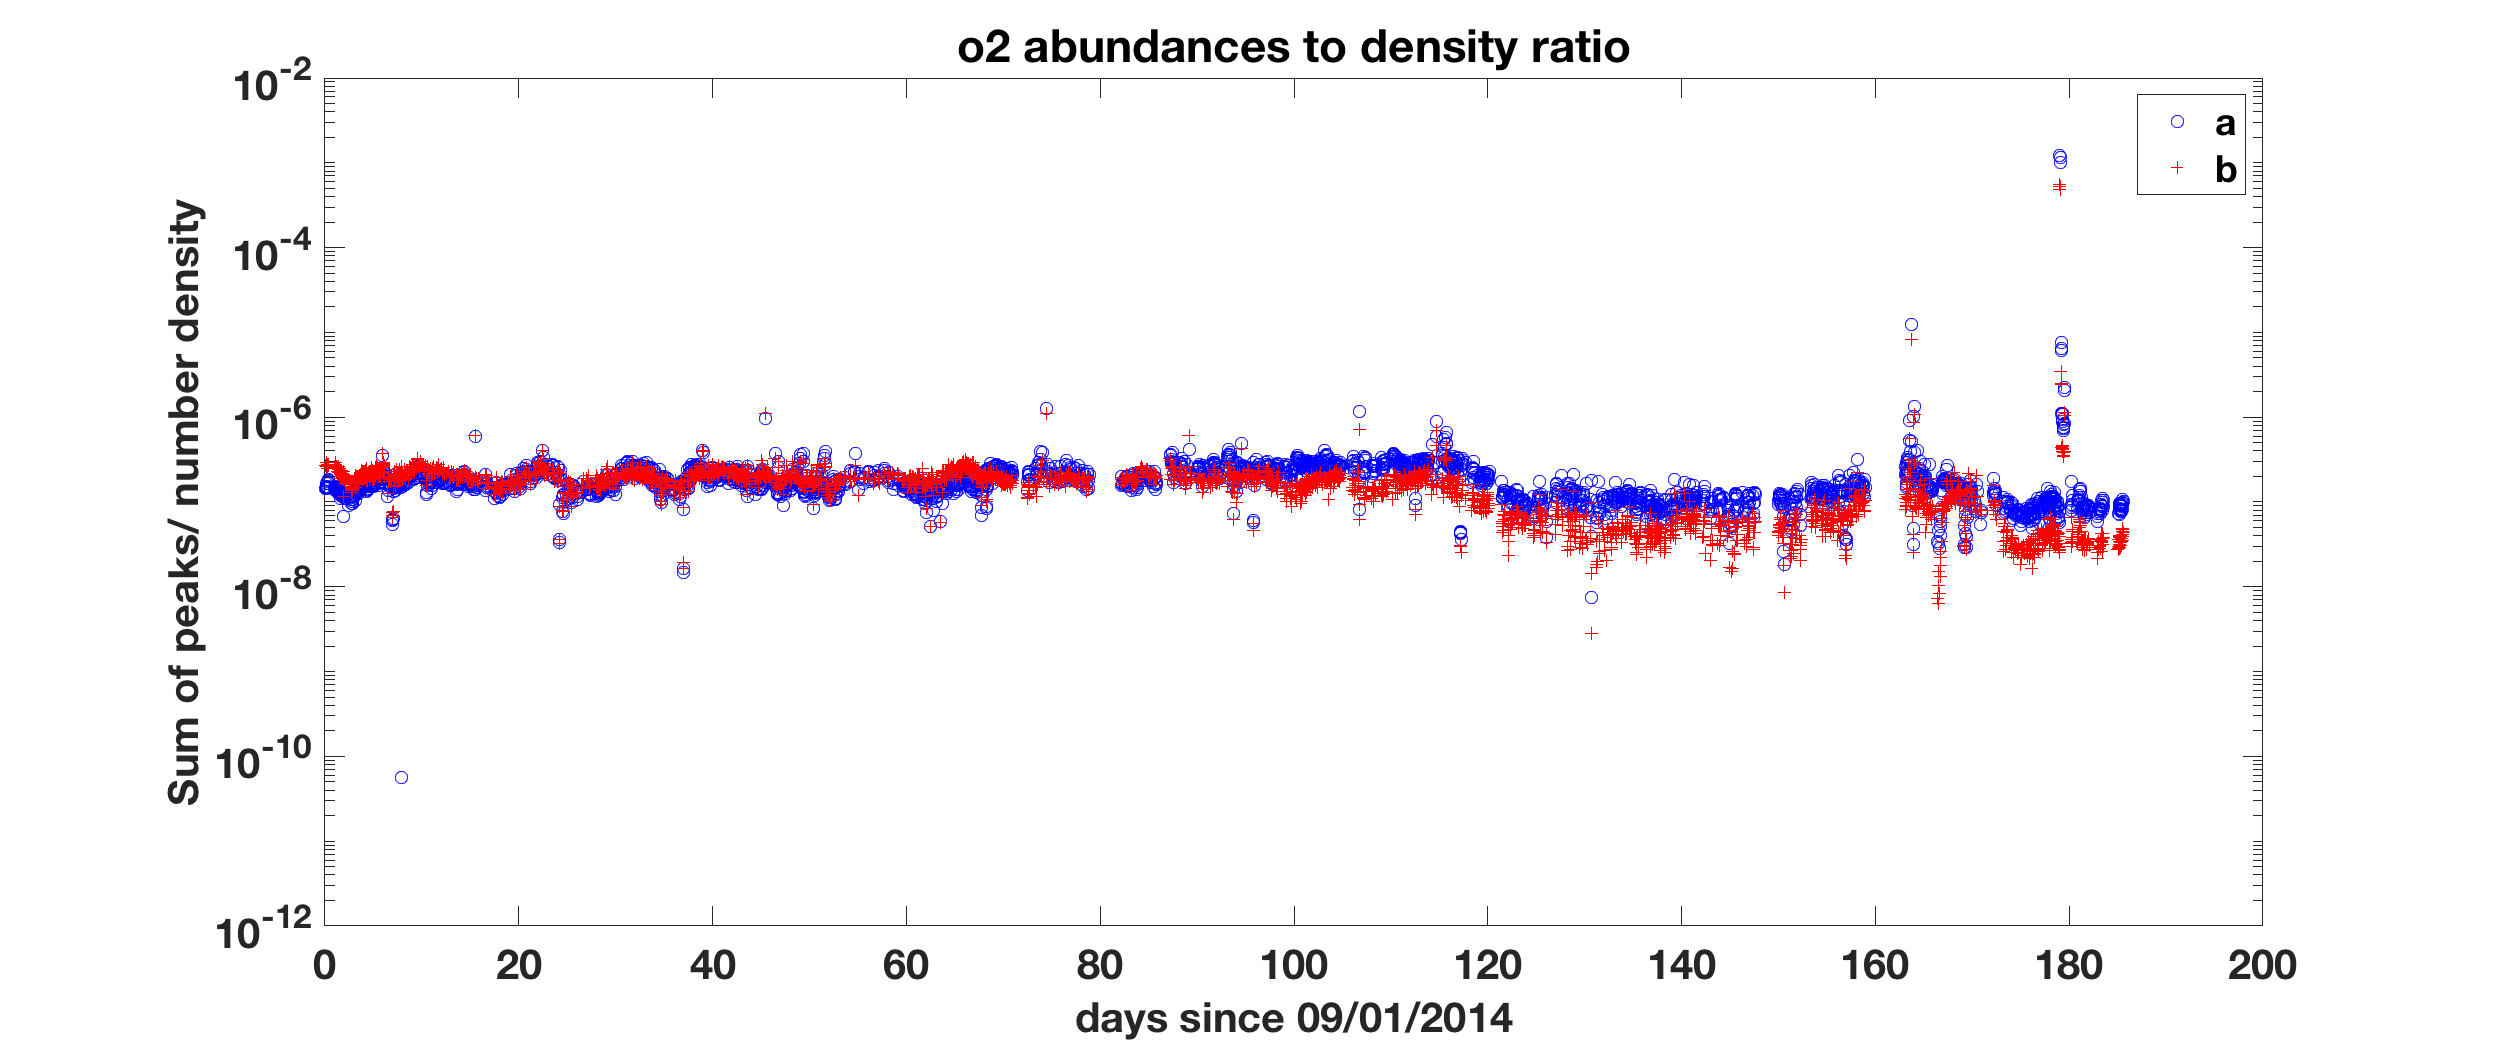 o2 abundances to density ratio
10^-2
10^-4
10^-6
10^-8
10^-10
10^-12
Sum of peaks/ number density
a
b
0 20 40 60 80 100 120 140 160 180 200
days since 09/01/2014